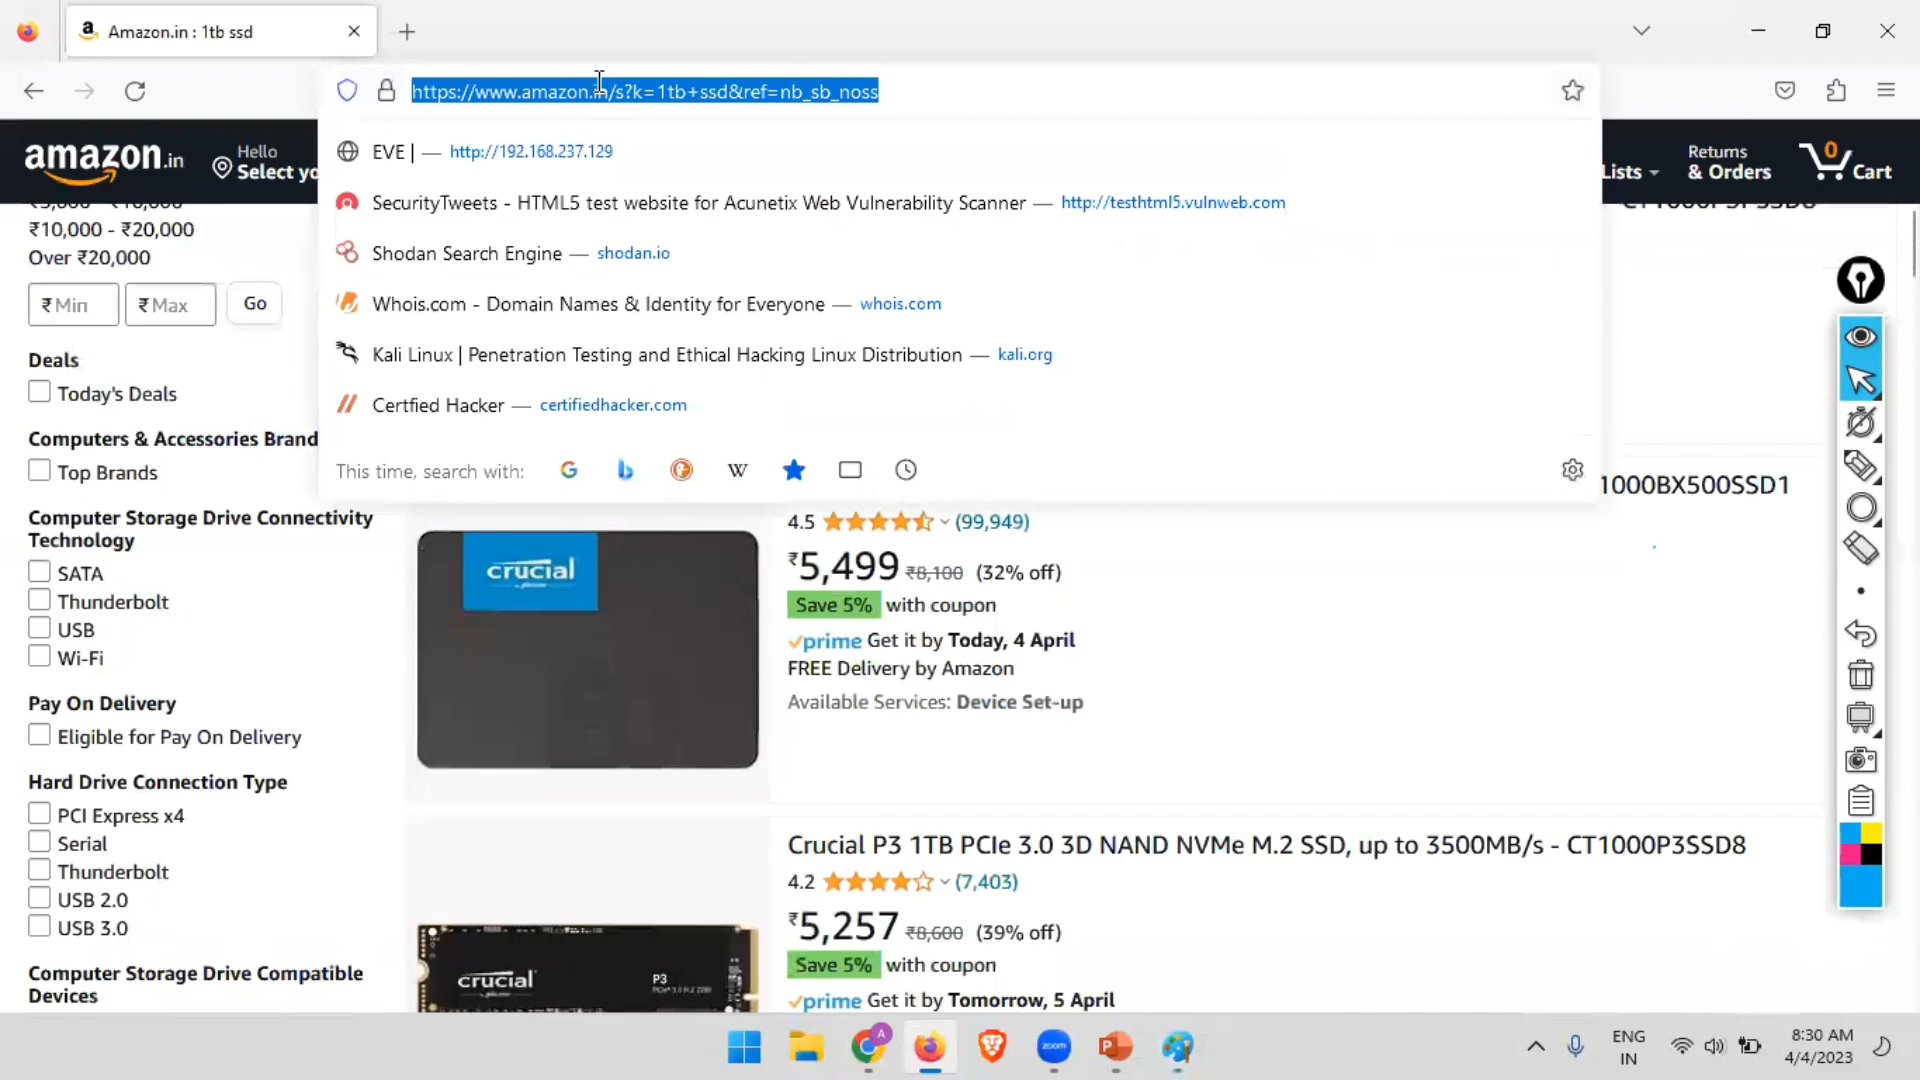 Amazon.in : 1tb ssd
https://www.amazon.in/s?k=1tb+ssd&ref=nb_sb_noss
EVE | — http://192.168.237.129
SecurityTweets - HTML5 test website for Acunetix Web Vulnerability Scanner — http://testhtml5.vulnweb.com
Shodan Search Engine — shodan.io
Whois.com - Domain Names & Identity for Everyone — whois.com
Kali Linux | Penetration Testing and Ethical Hacking Linux Distribution — kali.org
Certfied Hacker — certifiedhacker.com
This time, search with:
amazon.in
Hello
Select yo
Lists
Returns
& Orders
0
Cart
₹10,000 - ₹20,000
Over ₹20,000
₹ Min
₹ Max
Go
Deals
Today's Deals
Computers & Accessories Brand
Top Brands
Computer Storage Drive Connectivity
Technology
SATA
Thunderbolt
USB
Wi-Fi
Pay On Delivery
Eligible for Pay On Delivery
Hard Drive Connection Type
PCI Express x4
Serial
Thunderbolt
USB 2.0
USB 3.0
Computer Storage Drive Compatible
Devices
1000BX500SSD1
crucial
4.5 (99,949)
₹5,499 ₹8,100 (32% off)
Save 5% with coupon
prime Get it by Today, 4 April
FREE Delivery by Amazon
Available Services: Device Set-up
Crucial P3 1TB PCIe 3.0 3D NAND NVMe M.2 SSD, up to 3500MB/s - CT1000P3SSD8
4.2 (7,403)
₹5,257 ₹8,600 (39% off)
Save 5% with coupon
prime Get it by Tomorrow, 5 April
crucial
P3
A
zoom
ENG
IN
8:30 AM
4/4/2023